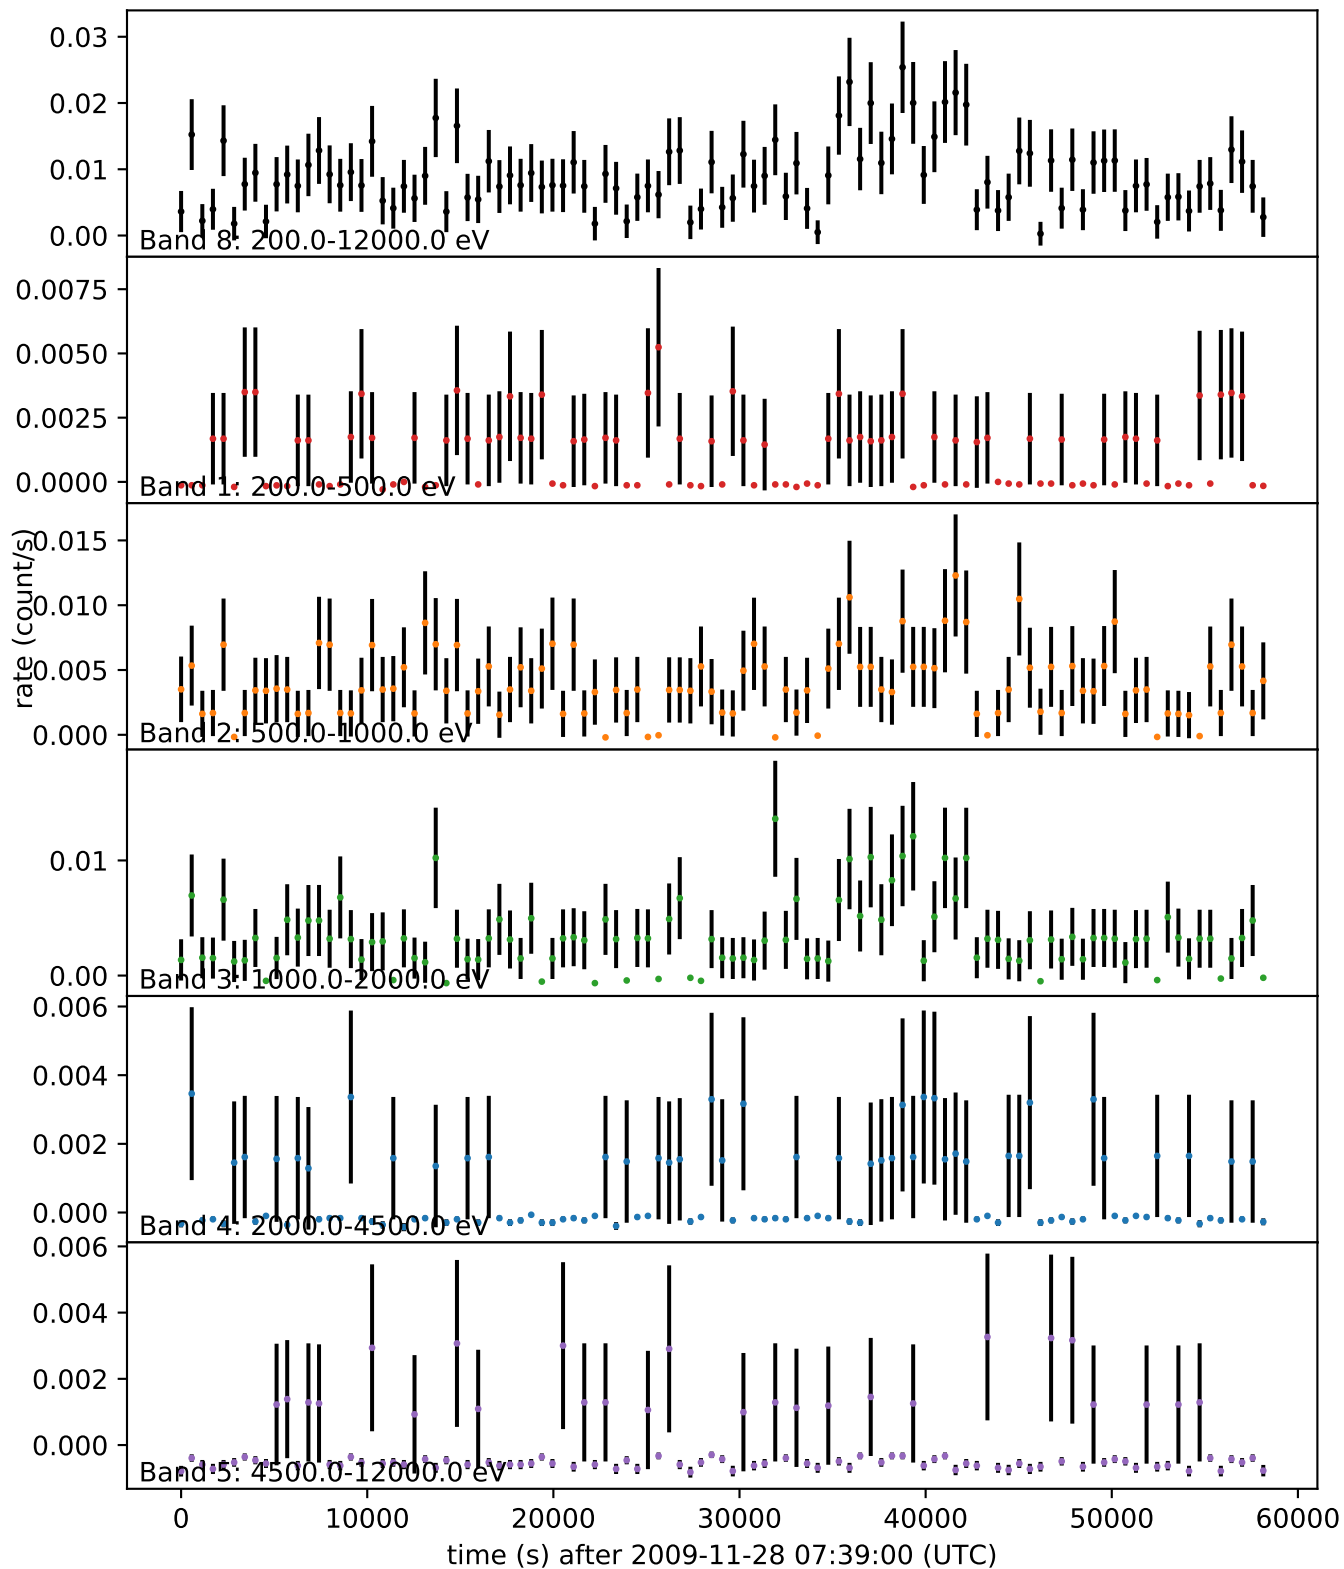 0.03
0.02
0.01
0.00
Band 8: 200.0-12000.0 eV
0.0075
0.0050
0.0025
0.0000
Band 1: 200.0-500.0 eV
rate (count/s)
0.015
0.010
0.005
0.000
Band 2: 500.0-1000.0 eV
0.01
0.00
Band 3: 1000.0-2000.0 eV
0.006
0.004
0.002
0.000
Band 4: 2000.0-4500.0 eV
0.006
0.004
0.002
0.000
Band 5: 4500.0-12000.0 eV
0 10000 20000 30000 40000 50000 60000
time (s) after 2009-11-28 07:39:00 (UTC)